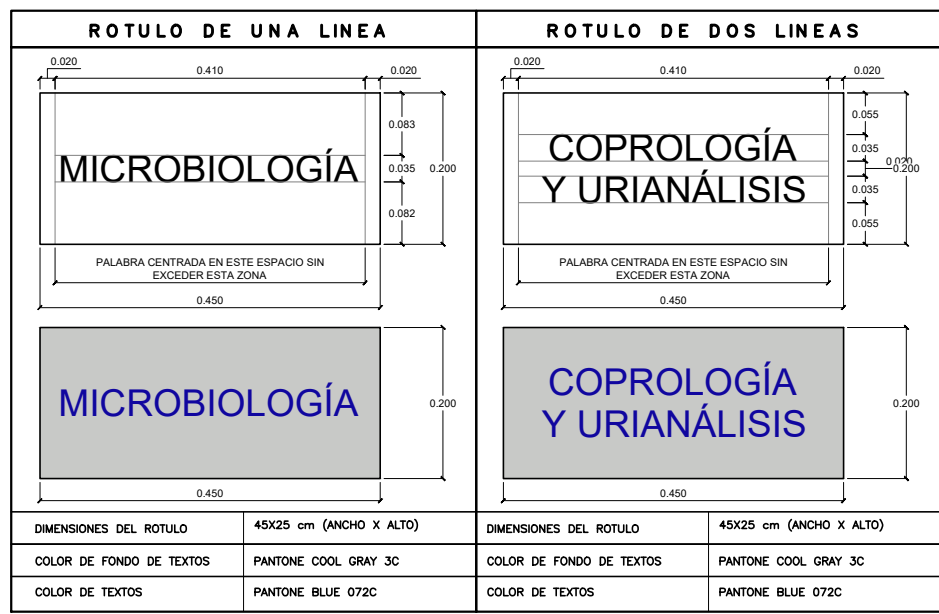 ROTULO DE UNA LINEA
0.020
0.410
0.020
0.083
MICROBIOLOGÍA
0.035
0.200
0.082
PALABRA CENTRADA EN ESTE ESPACIO SIN
EXCEDER ESTA ZONA
0.450
MICROBIOLOGÍA
0.200
0.450
DIMENSIONES DEL ROTULO
45X25 cm (ANCHO X ALTO)
COLOR DE FONDO DE TEXTOS
PANTONE COOL GRAY 3C
COLOR DE TEXTOS
PANTONE BLUE 072C
ROTULO DE DOS LINEAS
0.020
0.410
0.020
0.055
COPROLOGÍA
0.035
0.020
0.200
Y URIANÁLISIS
0.035
0.055
PALABRA CENTRADA EN ESTE ESPACIO SIN
EXCEDER ESTA ZONA
0.450
COPROLOGÍA
Y URIANÁLISIS
0.200
0.450
DIMENSIONES DEL ROTULO
45X25 cm (ANCHO X ALTO)
COLOR DE FONDO DE TEXTOS
PANTONE COOL GRAY 3C
COLOR DE TEXTOS
PANTONE BLUE 072C